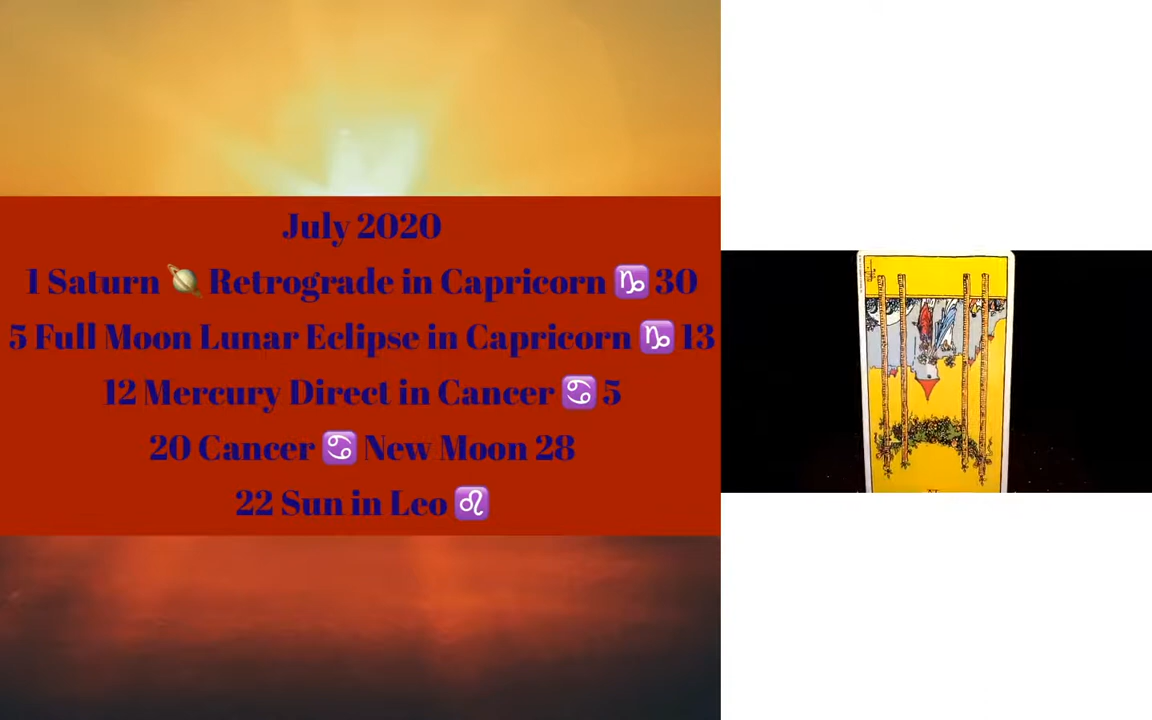 July 2020
1 Saturn 🪐 Retrograde in Capricorn ♑ 30
5 Full Moon Lunar Eclipse in Capricorn ♑ 13
12 Mercury Direct in Cancer ♋ 5
20 Cancer ♋ New Moon 28
22 Sun in Leo ♌
IV